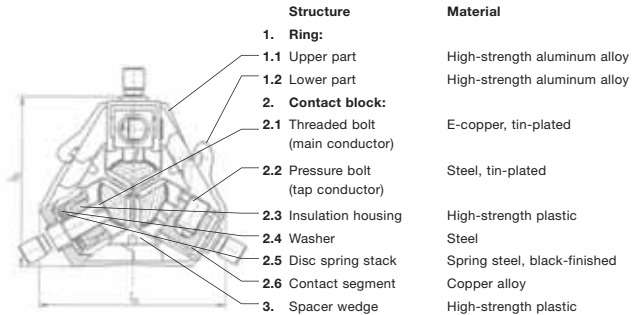 Structure Material
1. Ring:
1.1 Upper part High-strength aluminum alloy
1.2 Lower part High-strength aluminum alloy
2. Contact block:
2.1 Threaded bolt E-copper, tin-plated
(main conductor)
2.2 Pressure bolt Steel, tin-plated
(tap conductor)
2.3 Insulation housing High-strength plastic
2.4 Washer Steel
2.5 Disc spring stack Spring steel, black-finished
2.6 Contact segment Copper alloy
3. Spacer wedge High-strength plastic